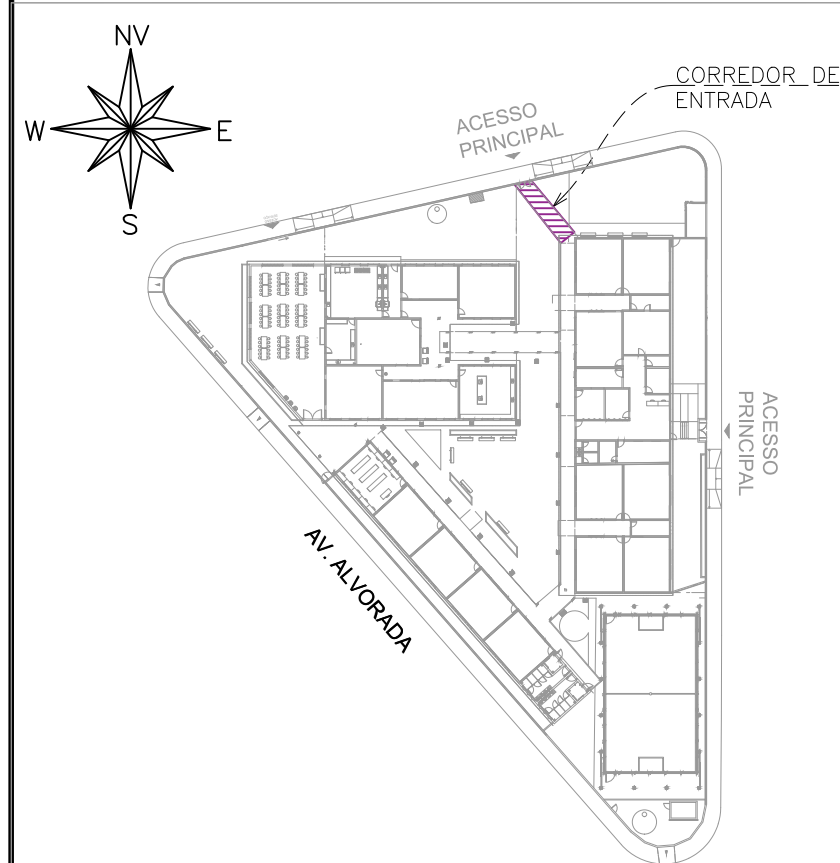 NV
W
E
S
CORREDOR DE
ENTRADA
ACESSO
PRINCIPAL
ACESSO
PRINCIPAL
AV. ALVORADA